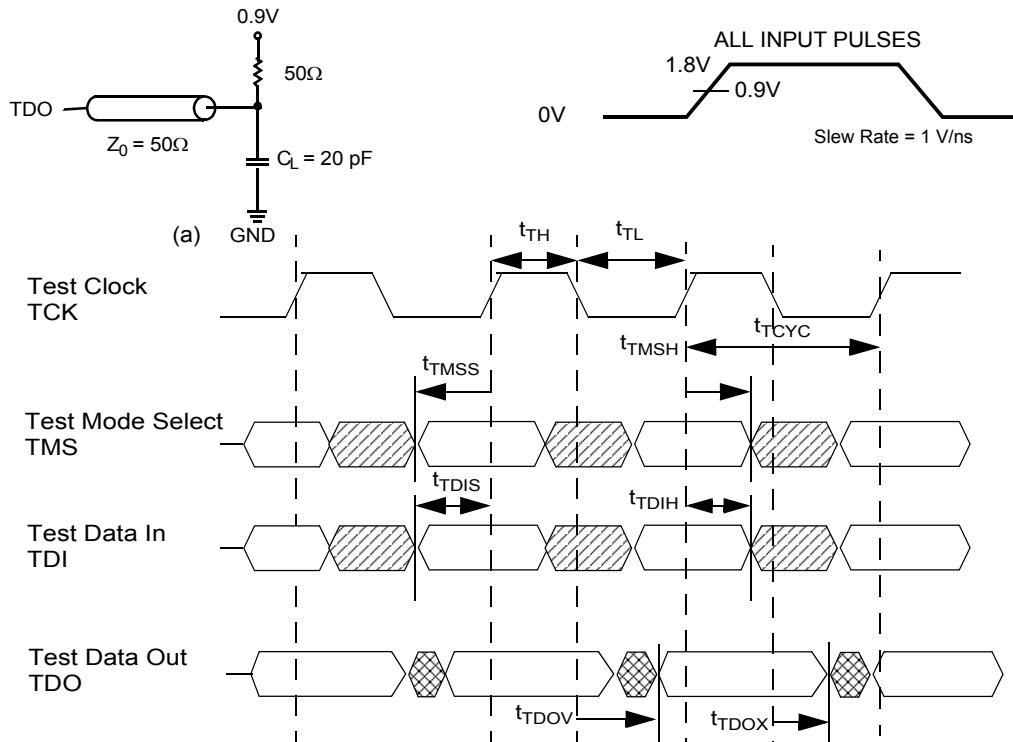 0.9V
ALL INPUT PULSES
1.8V
50Ω
0.9V
TDO
0V
Z0 = 50Ω
CL = 20 pF
Slew Rate = 1 V/ns
(a)
GND
tTH
tTL
Test Clock
TCK
tTMSH
tTCYC
tTMSS
Test Mode Select
TMS
tTDIS
tTDIH
Test Data In
TDI
Test Data Out
TDO
tTDOV
tTDOX